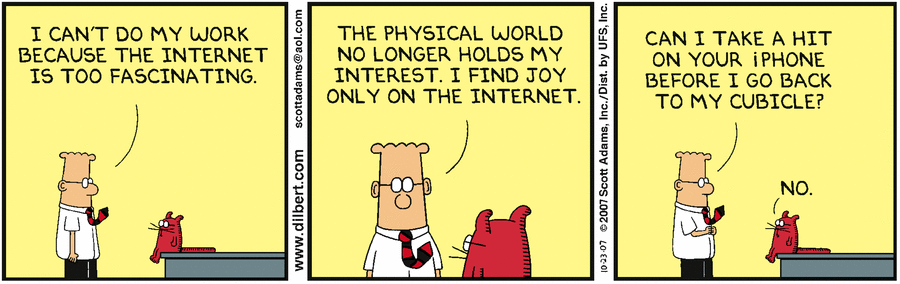 I CAN'T DO MY WORK
BECAUSE THE INTERNET
IS TOO FASCINATING.
www.dilbert.com scottadams@aol.com
THE PHYSICAL WORLD
NO LONGER HOLDS MY
INTEREST. I FIND JOY
ONLY ON THE INTERNET.
10-23-07 ©2007 Scott Adams, Inc./Dist. by UFS, Inc.
CAN I TAKE A HIT
ON YOUR iPHONE
BEFORE I GO BACK
TO MY CUBICLE?
NO.